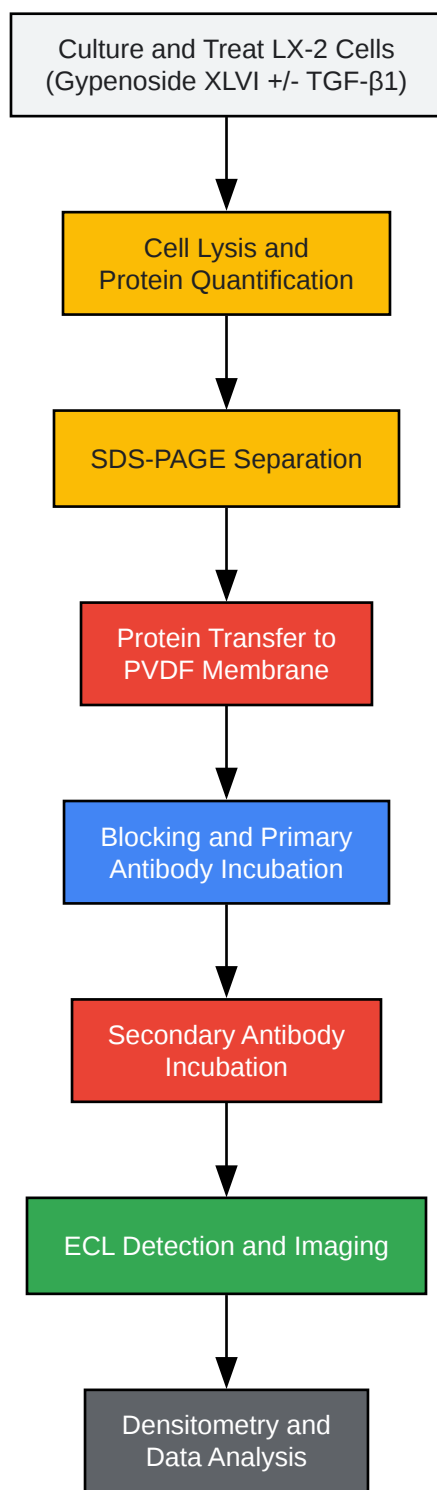 Culture and Treat LX-2 Cells
(Gypenoside XLVI +/- TGF-β1)
Cell Lysis and
Protein Quantification
SDS-PAGE Separation
Protein Transfer to
PVDF Membrane
Blocking and Primary
Antibody Incubation
Secondary Antibody
Incubation
ECL Detection and Imaging
Densitometry and
Data Analysis